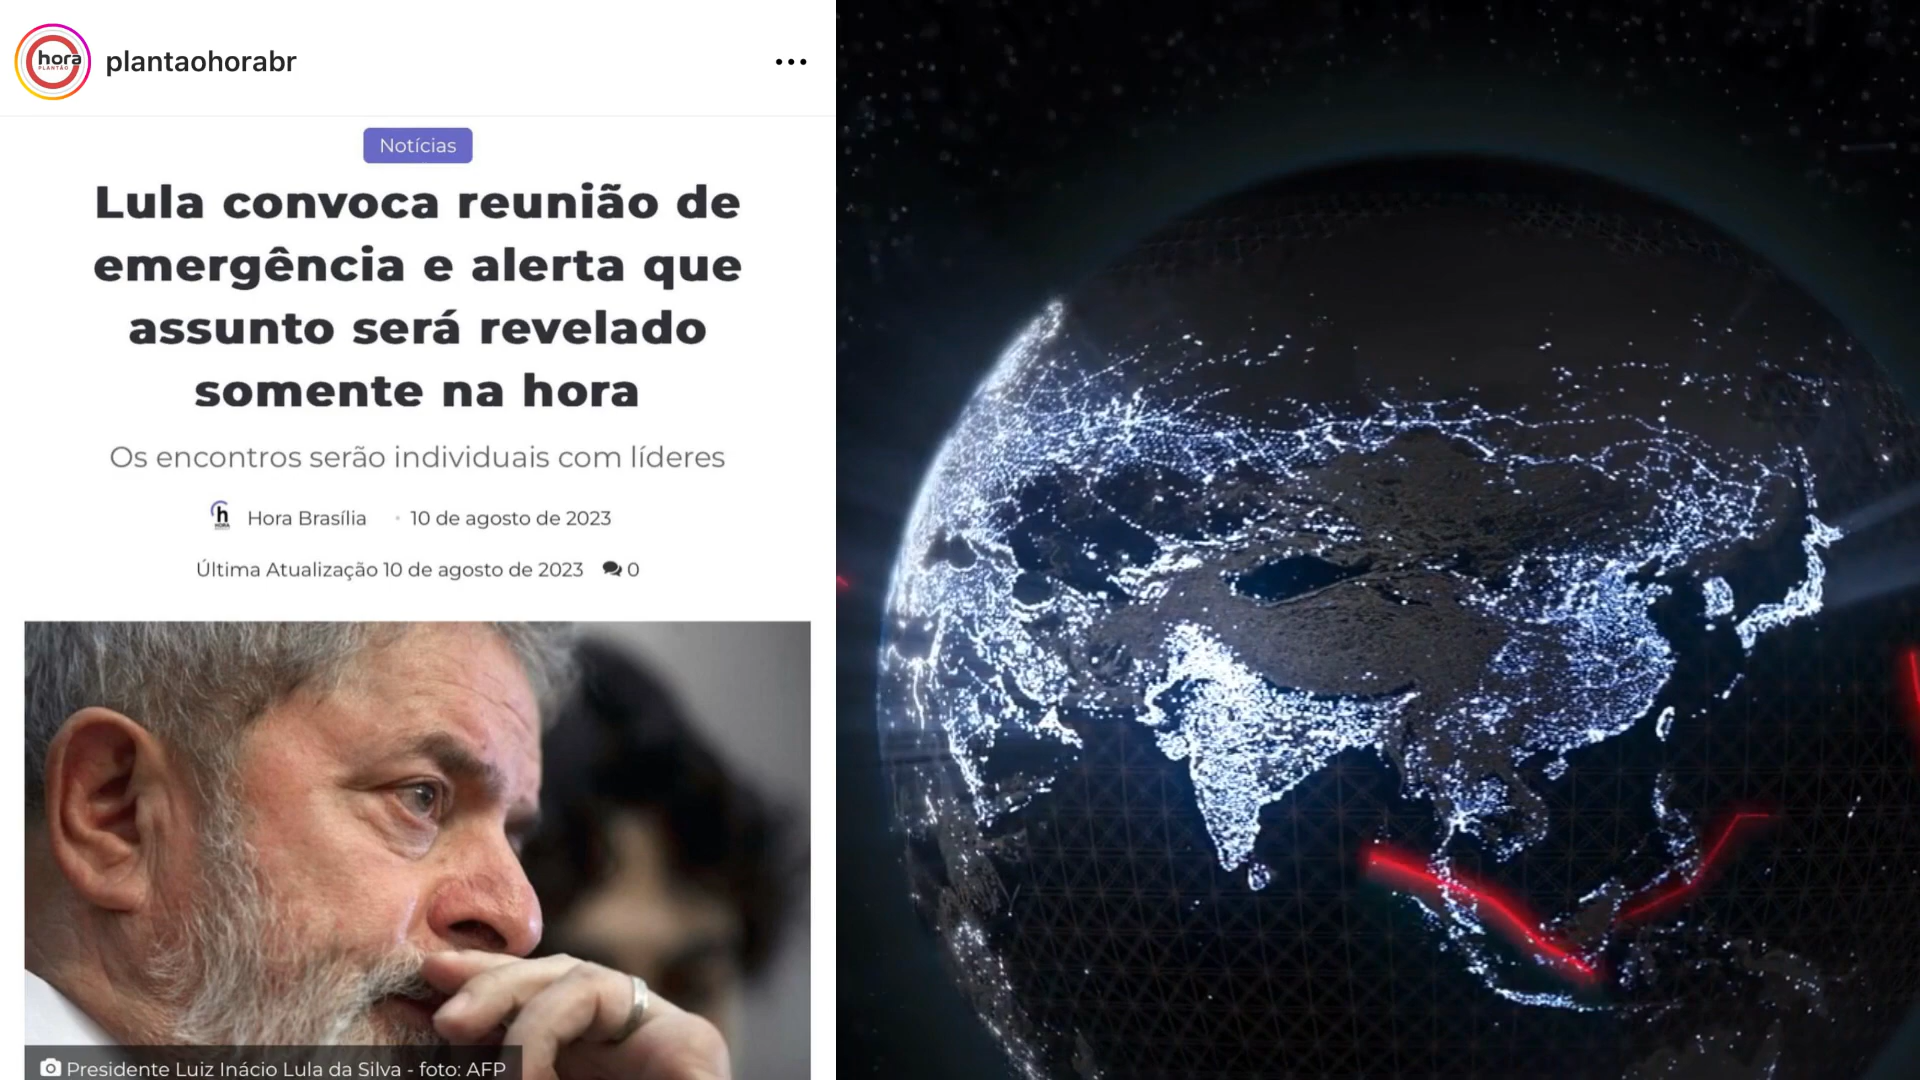 hora
PLANTÃO
plantaohorabr
Notícias
Lula convoca reunião de
emergência e alerta que
assunto será revelado
somente na hora
Os encontros serão individuais com líderes
h
HORA
Hora Brasília
10 de agosto de 2023
Última Atualização 10 de agosto de 2023
0
Presidente Luiz Inácio Lula da Silva - foto: AFP